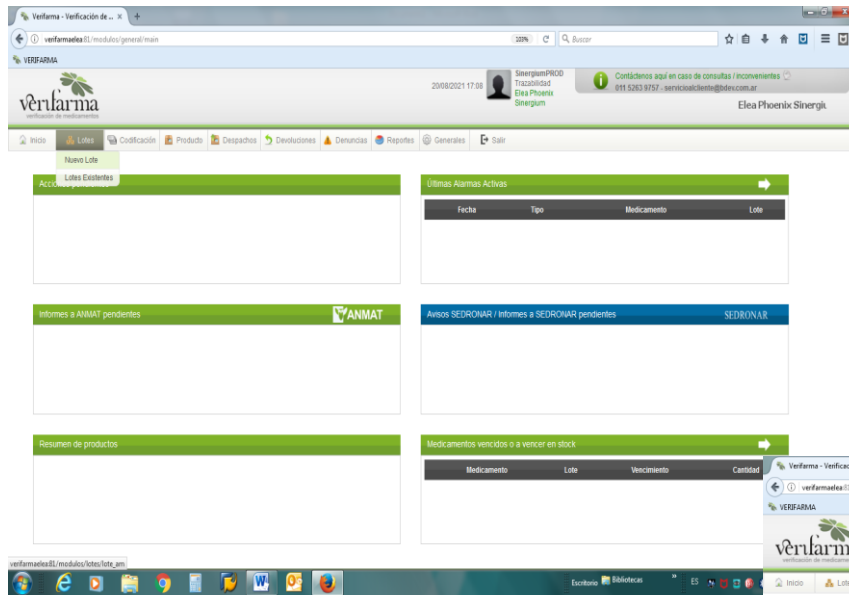 Verifarma - Verificación de ... × +
verifarmaelea:81/modulos/general/main
100%
Buscar
VERIFARMA
verifarma
verificación de medicamentos
20/08/2021 17:08
SinergiumPROD
Trazabilidad
Elea Phoenix
Sinergium
Contáctenos aquí en caso de consultas / inconvenientes
011 5263 9757 - servicioalcliente@bdev.com.ar
Elea Phoenix Sinergiu
Inicio Lotes Codificación Producto Despachos Devoluciones Denuncias Reportes Generales Salir
Nuevo Lote
Lotes Existentes
Últimas Alarmas Activas
Fecha Tipo Medicamento Lote
Informes a ANMAT pendientes ANMAT
Avisos SEDRONAR / Informes a SEDRONAR pendientes SEDRONAR
Resumen de productos
Medicamentos vencidos o a vencer en stock
Medicamento Lote Vencimiento Cantidad
Verifarma - Verificac
verifarmaelea:8
VERIFARMA
verifarm
verificación de medicame
Inicio Lote
verifarmaelea:81/modulos/lotes/lote_am
Escritorio Bibliotecas » ES